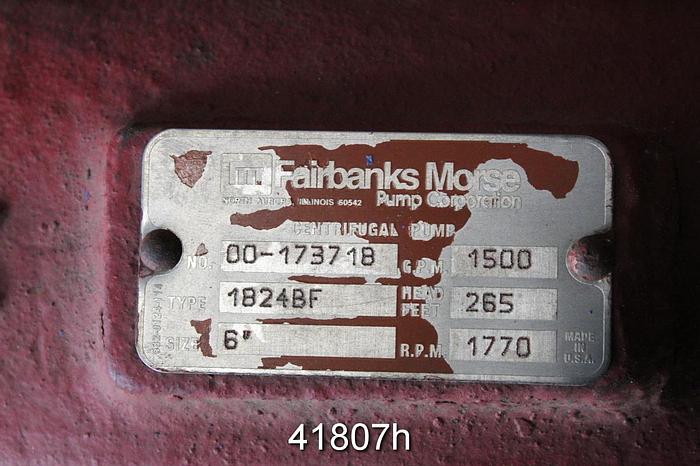 fm Fairbanks Morse
Pump Corporation
NORTH AURORA, ILLINOIS 60542
CENTRIFUGAL PUMP
NO. 00-173718 G.P.M 1500
TYPE 1824BF HEAD FEET 265
SIZE 6" R.P.M 1770
MADE IN U.S.A.
41807h